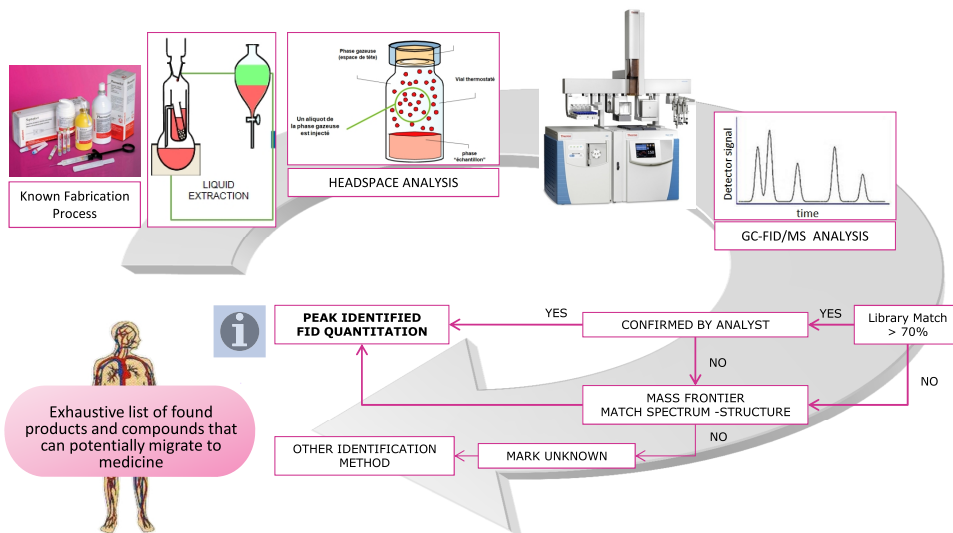 Known Fabrication
Process
LIQUID
EXTRACTION
Phase gazeuse
(espace de tête)
Vial thermostaté
Un aliquot de
la phase gazeuse
est injecté
phase
"échantillon"
HEADSPACE ANALYSIS
Detector signal
time
GC-FID/MS ANALYSIS
PEAK IDENTIFIED
FID QUANTITATION
YES
CONFIRMED BY ANALYST
YES
Library Match
> 70%
NO
NO
MASS FRONTIER
MATCH SPECTRUM -STRUCTURE
NO
OTHER IDENTIFICATION
METHOD
MARK UNKNOWN
Exhaustive list of found
products and compounds that
can potentially migrate to
medicine